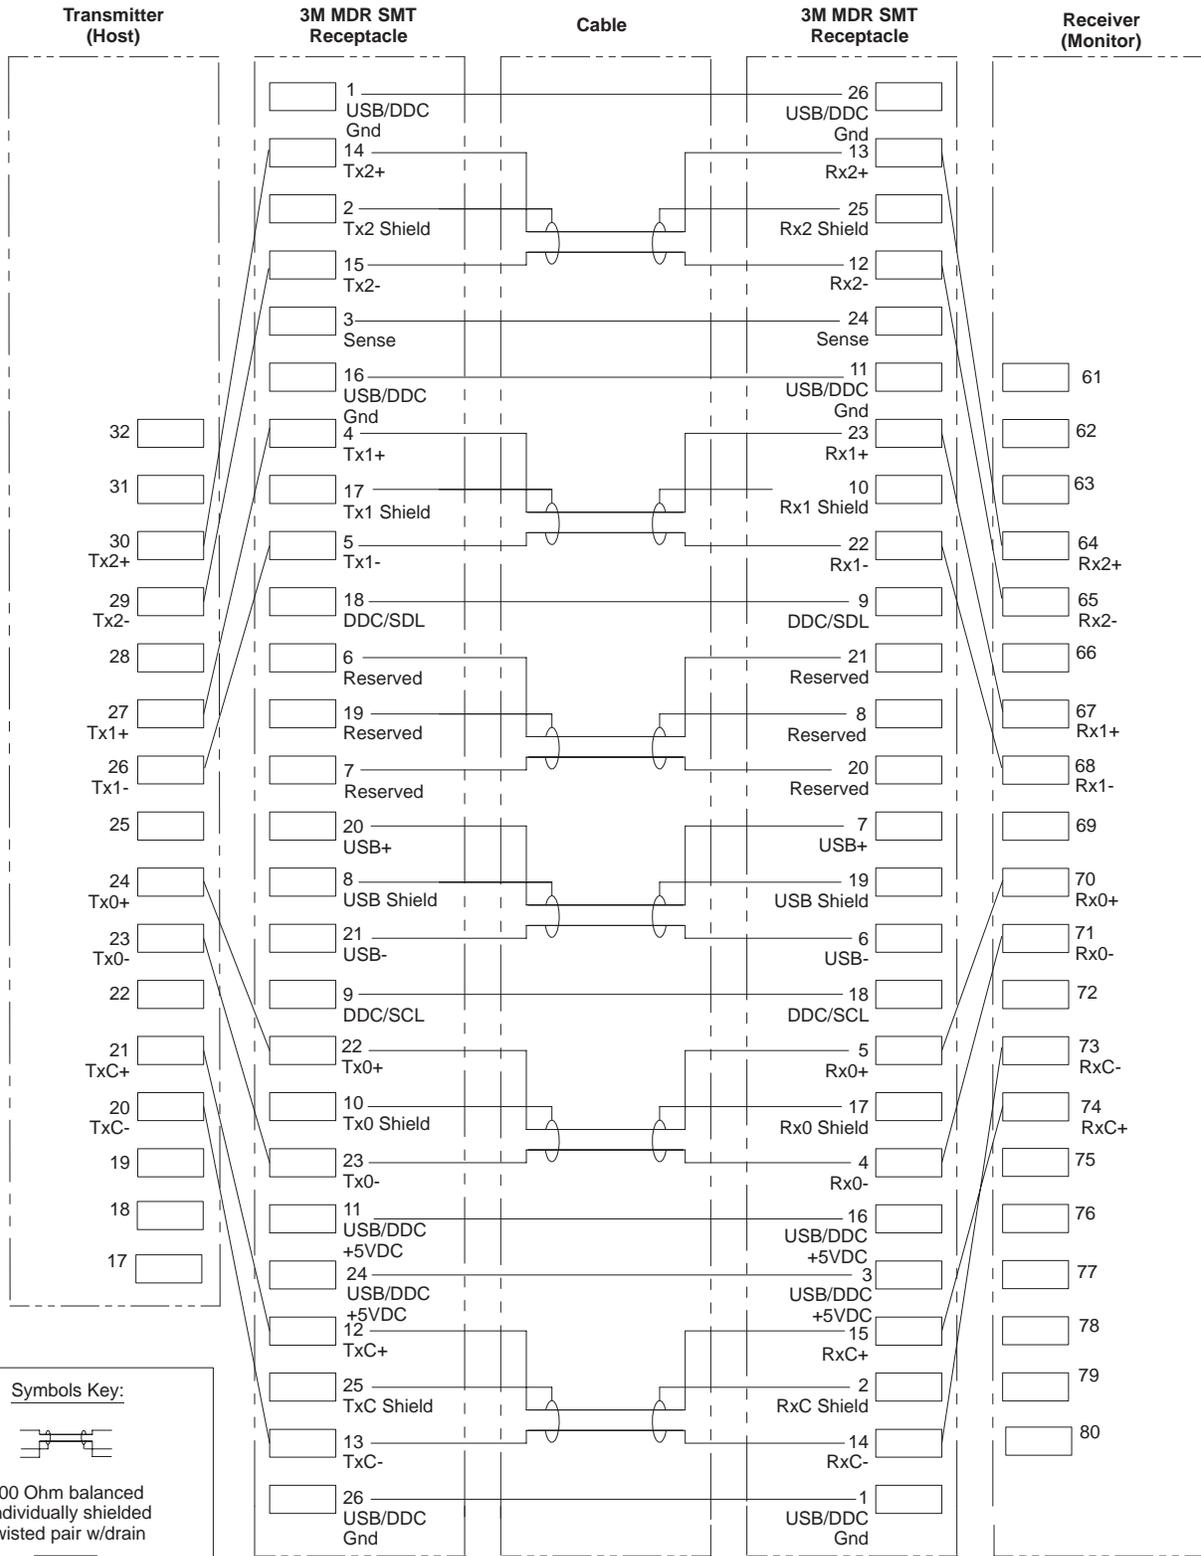 Transmitter
(Host)
3M MDR SMT
Receptacle
Cable
3M MDR SMT
Receptacle
Receiver
(Monitor)
32
31
30
Tx2+
29
Tx2-
28
27
Tx1+
26
Tx1-
25
24
Tx0+
23
Tx0-
22
21
TxC+
20
TxC-
19
18
17
1
USB/DDC
Gnd
14
Tx2+
2
Tx2 Shield
15
Tx2-
3
Sense
16
USB/DDC
Gnd
4
Tx1+
17
Tx1 Shield
5
Tx1-
18
DDC/SDL
6
Reserved
19
Reserved
7
Reserved
20
USB+
8
USB Shield
21
USB-
9
DDC/SCL
22
Tx0+
10
Tx0 Shield
23
Tx0-
11
USB/DDC
+5VDC
24
USB/DDC
+5VDC
12
TxC+
25
TxC Shield
13
TxC-
26
USB/DDC
Gnd
26
USB/DDC
Gnd
13
Rx2+
25
Rx2 Shield
12
Rx2-
24
Sense
11
USB/DDC
Gnd
23
Rx1+
10
Rx1 Shield
22
Rx1-
9
DDC/SDL
21
Reserved
8
Reserved
20
Reserved
7
USB+
19
USB Shield
6
USB-
18
DDC/SCL
5
Rx0+
17
Rx0 Shield
4
Rx0-
16
USB/DDC
+5VDC
3
USB/DDC
+5VDC
15
RxC+
2
RxC Shield
14
RxC-
1
USB/DDC
Gnd
61
62
63
64
Rx2+
65
Rx2-
66
67
Rx1+
68
Rx1-
69
70
Rx0+
71
Rx0-
72
73
RxC-
74
RxC+
75
76
77
78
79
80
Symbols Key:
00 Ohm balanced
ndividually shielded
wisted pair w/drain